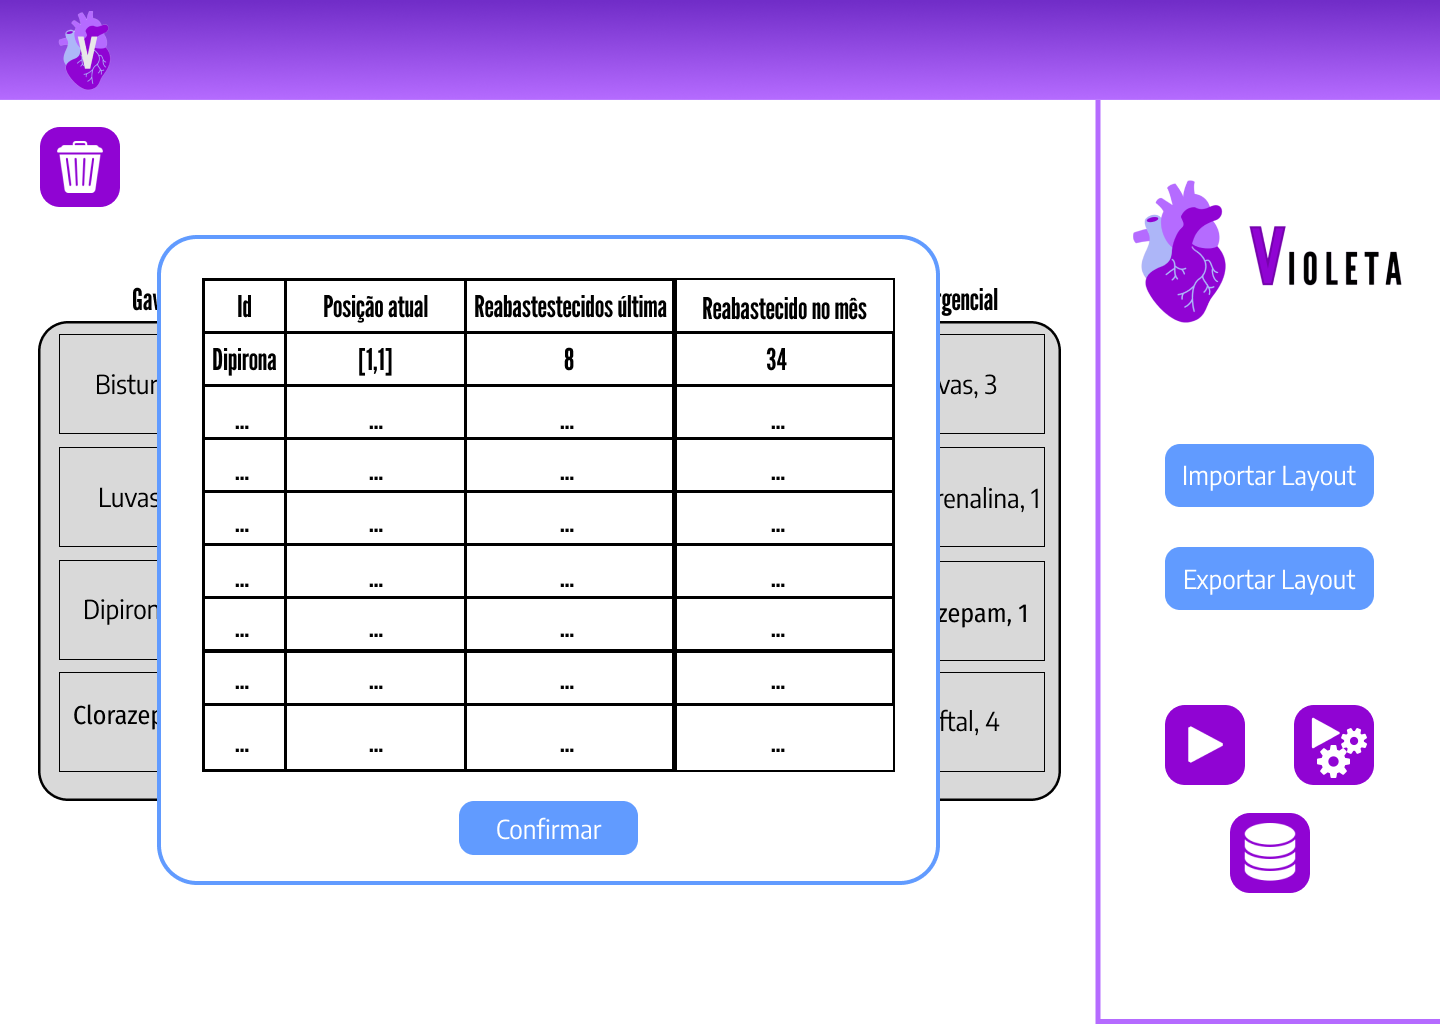 V
VIOLETA
Id Posição atual Reabastestecidos última Reabastecido no mês
Dipirona [1,1] 8 34
... ... ... ...
... ... ... ...
... ... ... ...
... ... ... ...
... ... ... ...
... ... ... ...
... ... ... ...
Confirmar
Gav
Bistur
Luvas
Dipiron
Clorazep
rgencial
vas, 3
renalina, 1
zepam, 1
ftal, 4
Importar Layout
Exportar Layout